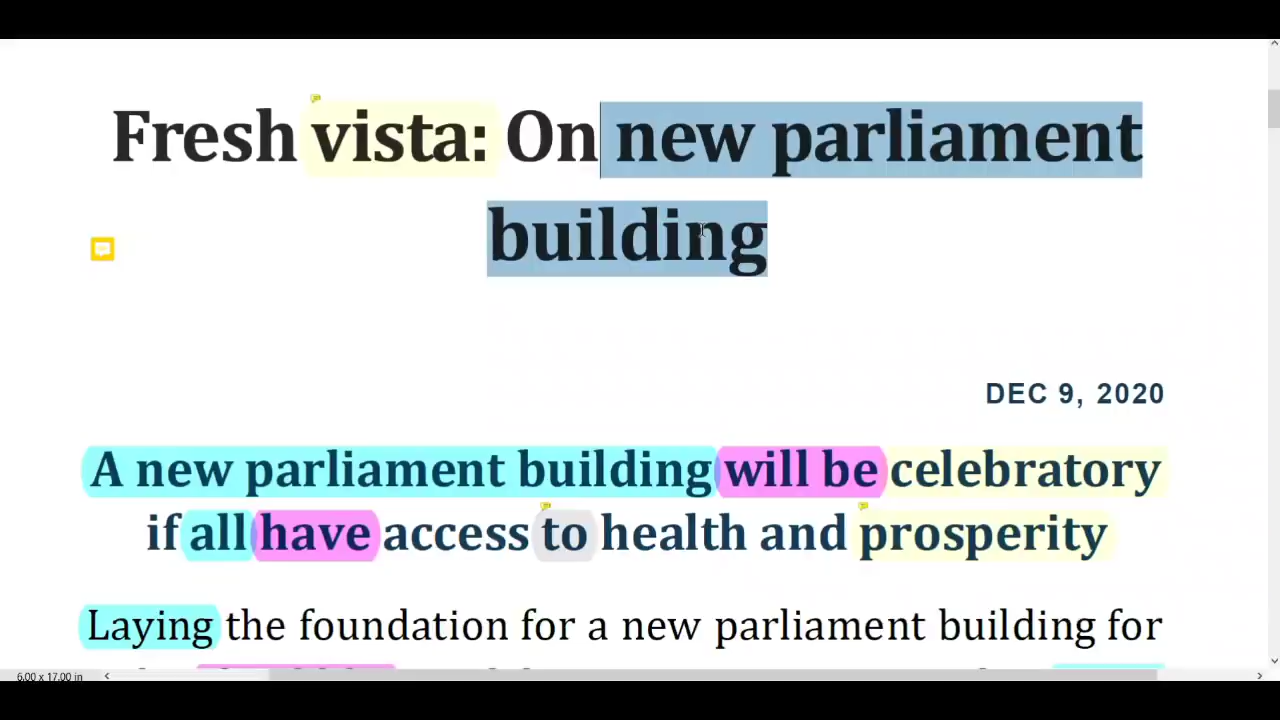 Fresh vista: On new parliament
building
DEC 9, 2020
A new parliament building will be celebratory
if all have access to health and prosperity
Laying the foundation for a new parliament building for
6.00 x 17.00 in